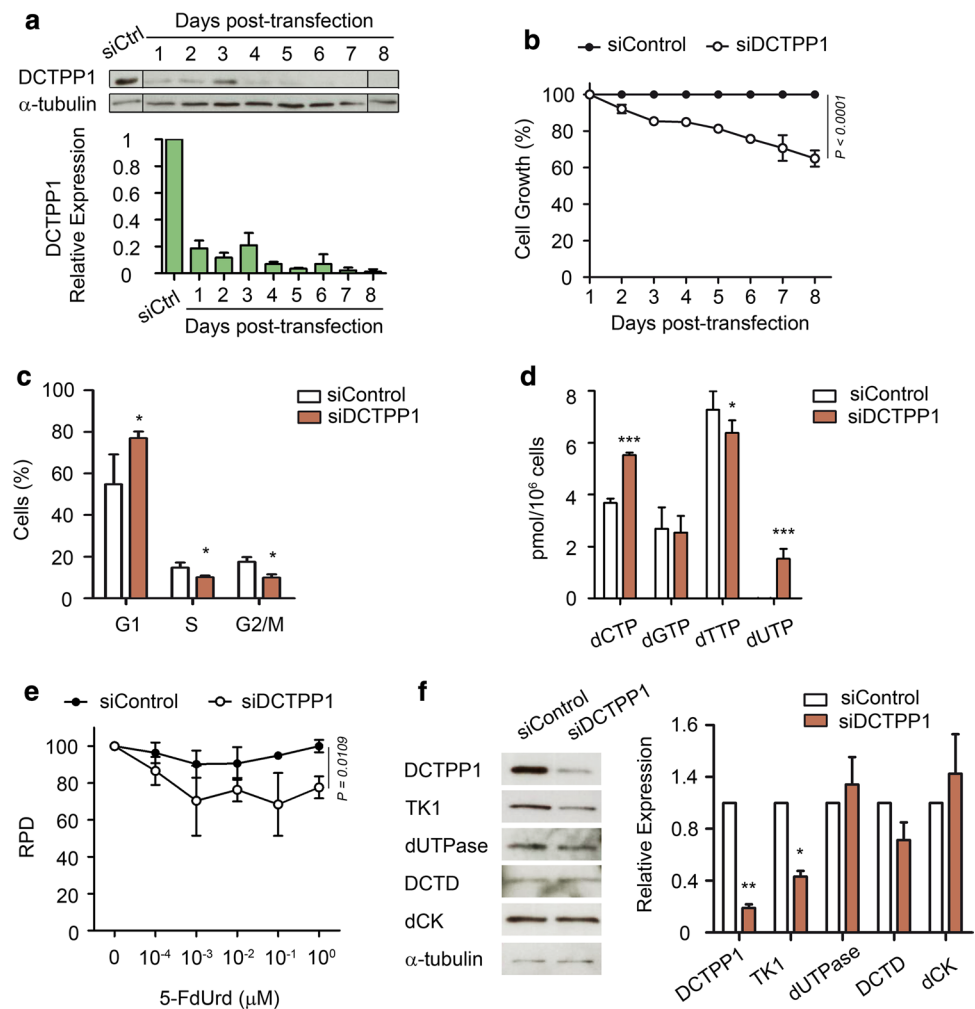 a
Days post-transfection
siCtrl 1 2 3 4 5 6 7 8
DCTPP1
α-tubulin
DCTPP1
Relative Expression
1
0.8
0.6
0.4
0.2
0
siCtrl 1 2 3 4 5 6 7 8
Days post-transfection
b
siControl siDCTPP1
Cell Growth (%)
100
80
60
40
20
0
P < 0.0001
1 2 3 4 5 6 7 8
Days post-transfection
c
siControl
siDCTPP1
Cells (%)
100
80
60
40
20
0
* * *
G1 S G2/M
d
siControl
siDCTPP1
pmol/10⁶ cells
8
6
4
2
0
*** * ***
dCTP dGTP dTTP dUTP
e
siControl siDCTPP1
RPD
100
80
60
40
20
0
P = 0.0109
0 10⁻⁴ 10⁻³ 10⁻² 10⁻¹ 10⁰
5-FdUrd (μM)
f
siControl siDCTPP1
DCTPP1
TK1
dUTPase
DCTD
dCK
α-tubulin
siControl
siDCTPP1
Relative Expression
1.6
1.4
0.8
0.4
0
** *
DCTPP1 TK1 dUTPase DCTD dCK